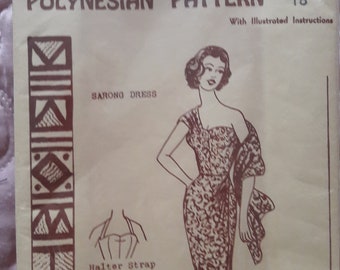 POLYNESIAN PATTERN
With Illustrated Instructions
SARONG DRESS
Halter Strap